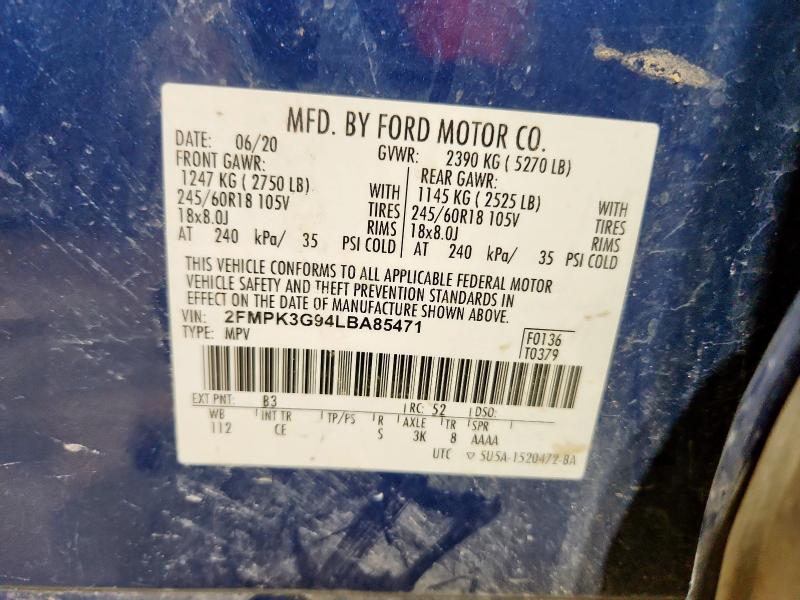 MFD. BY FORD MOTOR CO.
DATE: 06/20 GVWR: 2390 KG ( 5270 LB)
FRONT GAWR: REAR GAWR:
1247 KG ( 2750 LB) WITH 1145 KG ( 2525 LB) WITH
245/60R18 105V TIRES 245/60R18 105V TIRES
18x8.0J RIMS 18x8.0J RIMS
AT 240 kPa/ 35 PSI COLD AT 240 kPa/ 35 PSI COLD
THIS VEHICLE CONFORMS TO ALL APPLICABLE FEDERAL MOTOR
VEHICLE SAFETY AND THEFT PREVENTION STANDARDS IN
EFFECT ON THE DATE OF MANUFACTURE SHOWN ABOVE.
VIN: 2FMPK3G94LBA85471
TYPE: MPV
F0136
T0379
EXT PNT: B3 RC: 52 DSO:
WB INT TR TP/PS R AXLE TR SPR
112 CE S 3K 8 AAAA
UTC ▽ 5U5A-1520472-BA